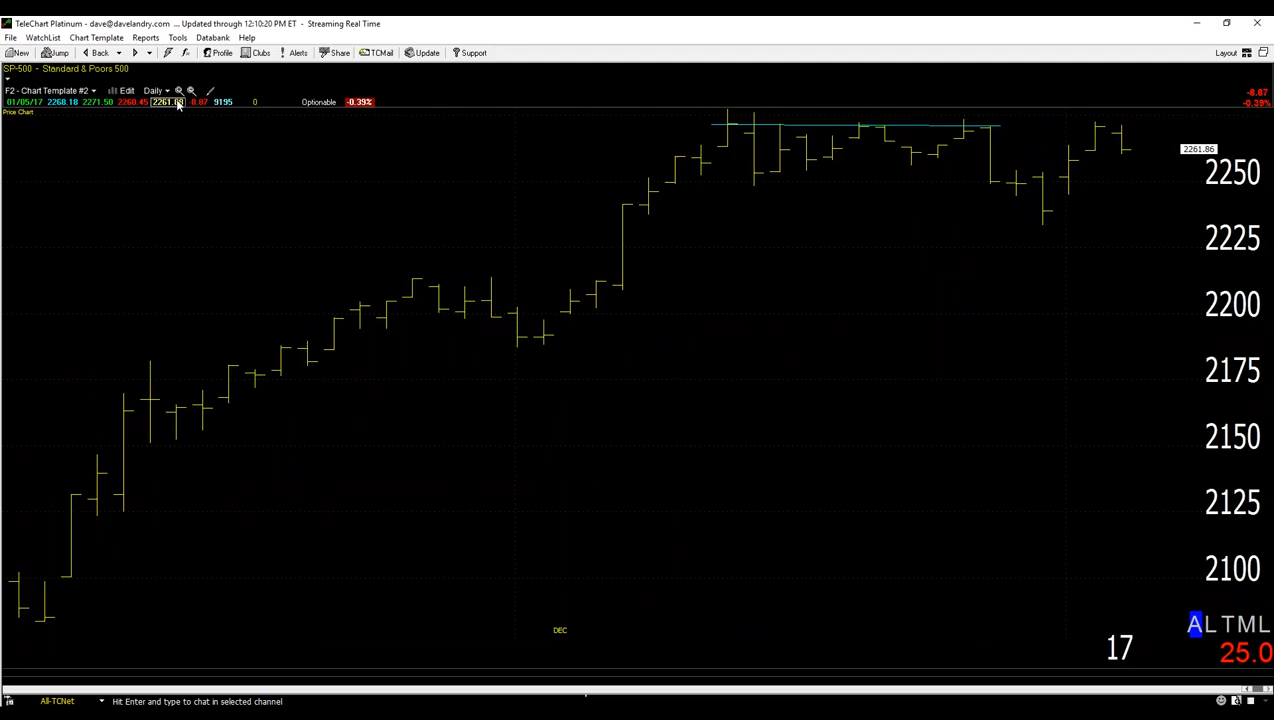 TeleChart Platinum - dave@davelandry.com ... Updated through 12:10:20 PM ET - Streaming Real Time
File WatchList Chart Template Reports Tools Databank Help
New Jump Back Profile Clubs Alerts Share TCMail Update Support Layout
SP-500 - Standard & Poors 500
F2 - Chart Template #2 Edit Daily
01/05/17 2268.18 2271.50 2260.45 -8.87 9195 0 Optionable -0.39%
-8.87
-0.39%
Price Chart
2261.86
2250
2225
2200
2175
2150
2125
2100
ALTML
DEC
17
25.0
All-TCNet Hit Enter and type to chat in selected channel